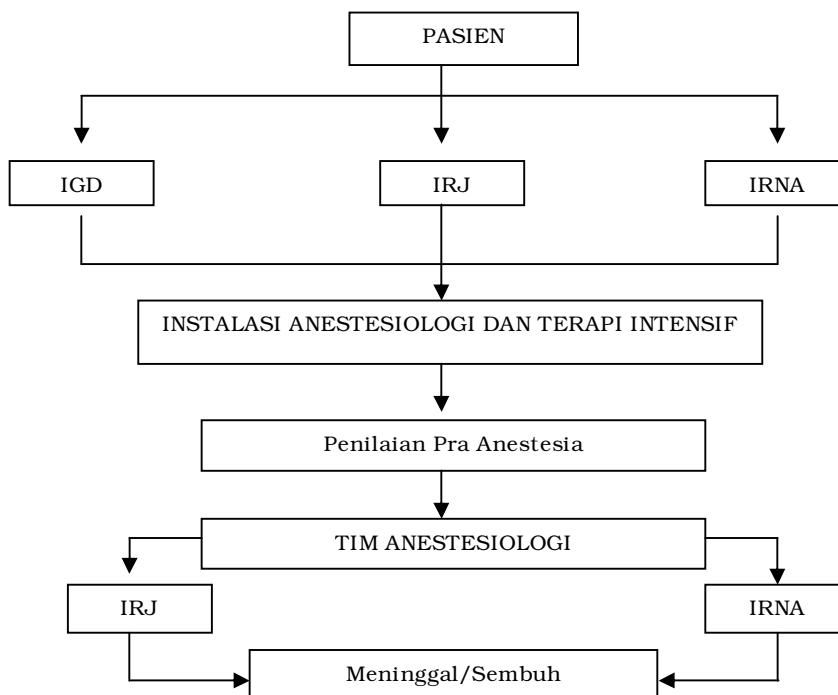 PASIEN
IGD
IRJ
IRNA
INSTALASI ANESTESIOLOGI DAN TERAPI INTENSIF
Penilaian Pra Anestesia
TIM ANESTESIOLOGI
IRJ
IRNA
Meninggal/Sembuh